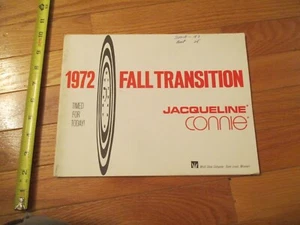 1972 FALL TRANSITION
TIMED
FOR
TODAY!
JACQUELINE
connie